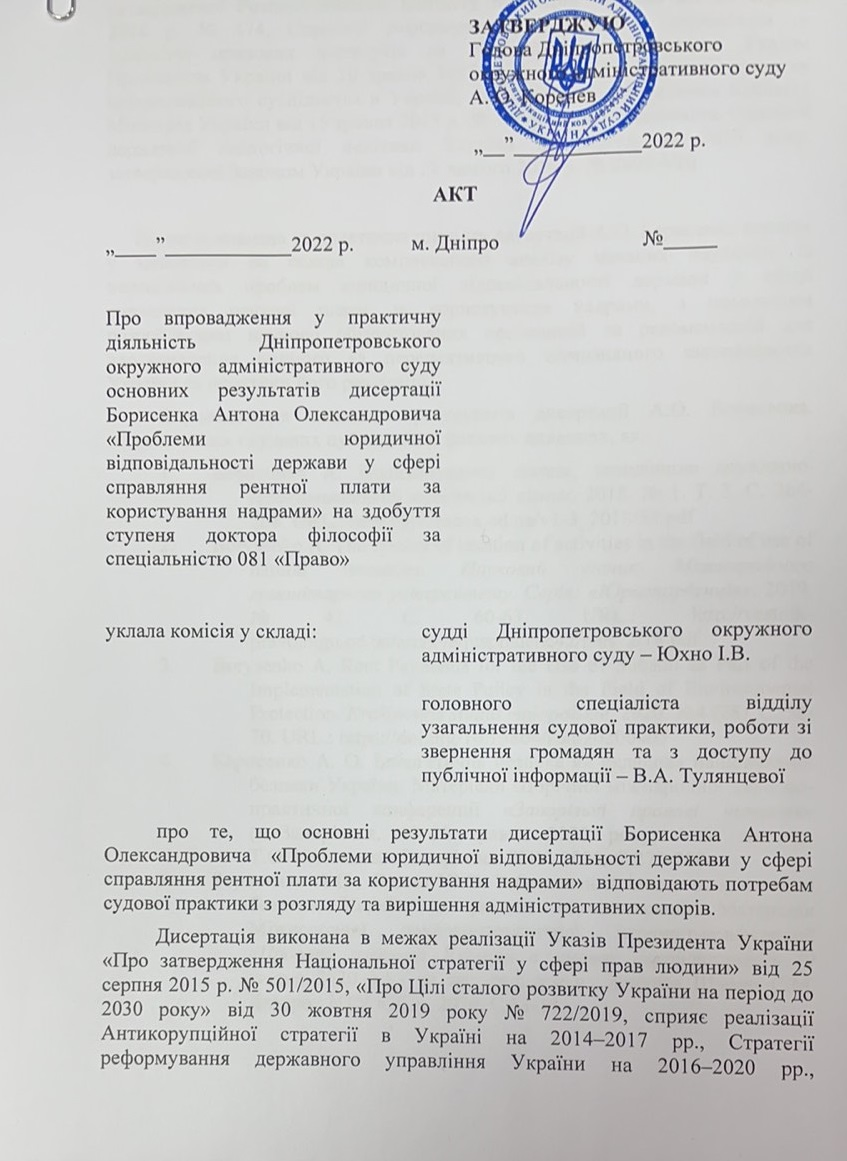 ЗАТВЕРДЖУЮ
Голова Дніпропетровського
окружного адміністративного суду
А. О. Коренев
„__”_____________2022 р.
АКТ
„____”_____________2022 р. м. Дніпро №_____
Про впровадження у практичну
діяльність Дніпропетровського
окружного адміністративного суду
основних результатів дисертації
Борисенка Антона Олександровича
«Проблеми юридичної
відповідальності держави у сфері
справляння рентної плати за
користування надрами» на здобуття
ступеня доктора філософії за
спеціальністю 081 «Право»
уклала комісія у складі: судді Дніпропетровського окружного
адміністративного суду – Юхно І.В.
головного спеціаліста відділу
узагальнення судової практики, роботи зі
звернення громадян та з доступу до
публічної інформації – В.А. Тулянцевої
про те, що основні результати дисертації Борисенка Антона
Олександровича «Проблеми юридичної відповідальності держави у сфері
справляння рентної плати за користування надрами» відповідають потребам
судової практики з розгляду та вирішення адміністративних спорів.
Дисертація виконана в межах реалізації Указів Президента України
«Про затвердження Національної стратегії у сфері прав людини» від 25
серпня 2015 р. № 501/2015, «Про Цілі сталого розвитку України на період до
2030 року» від 30 жовтня 2019 року № 722/2019, сприяє реалізації
Антикорупційної стратегії в Україні на 2014–2017 рр., Стратегії
реформування державного управління України на 2016–2020 рр.,